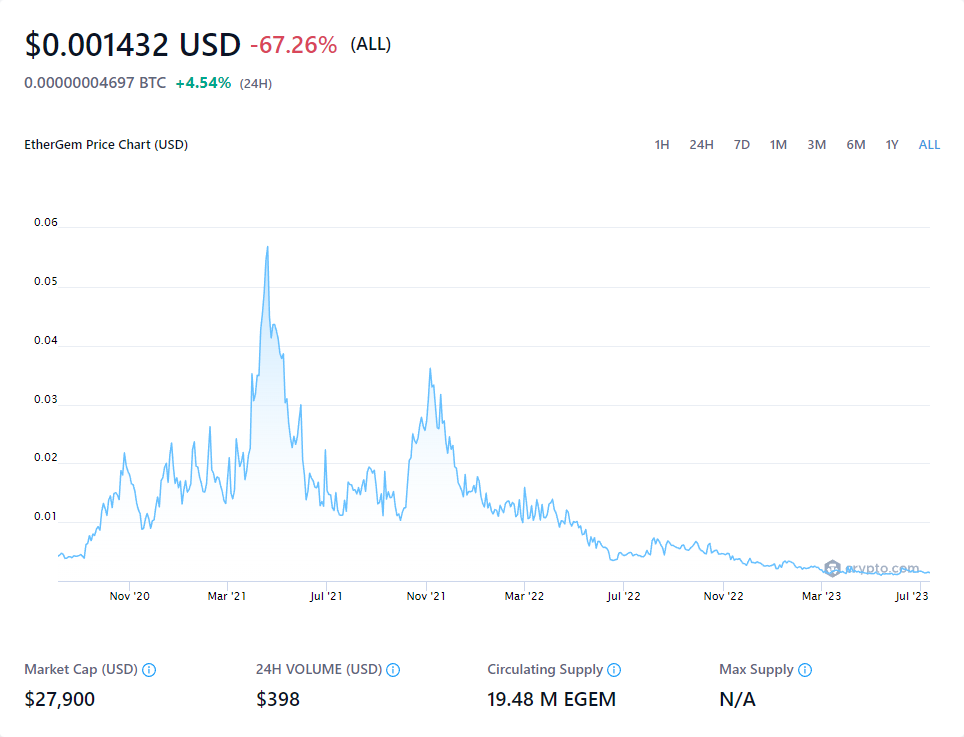 $0.001432 USD -67.26% (ALL)
0.00000004697 BTC +4.54% (24H)
EtherGem Price Chart (USD) 1H 24H 7D 1M 3M 6M 1Y ALL
0.06
0.05
0.04
0.03
0.02
0.01
crypto.com
Nov '20 Mar '21 Jul '21 Nov '21 Mar '22 Jul '22 Nov '22 Mar '23 Jul '23
Market Cap (USD) 24H VOLUME (USD) Circulating Supply Max Supply
$27,900 $398 19.48 M EGEM N/A